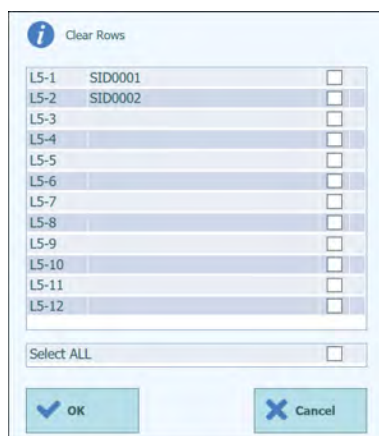 Clear Rows
L5-1 SID0001
L5-2 SID0002
L5-3
L5-4
L5-5
L5-6
L5-7
L5-8
L5-9
L5-10
L5-11
L5-12
Select ALL
OK Cancel